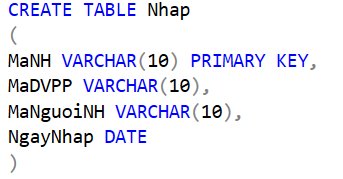 CREATE TABLE Nhap
(
MaNH VARCHAR(10) PRIMARY KEY,
MaDVPP VARCHAR(10),
MaNguoiNH VARCHAR(10),
NgayNhap DATE
)